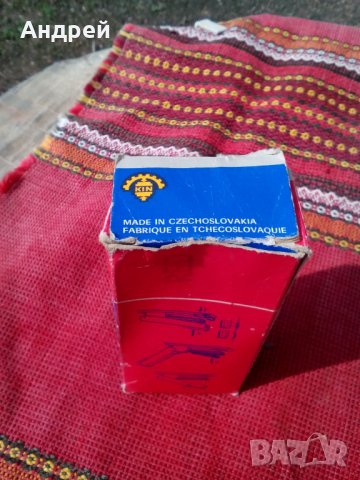 Андрей
KIN
MADE IN CZECHOSLOVAKIA
FABRIQUE EN TCHECOSLOVAQUIE
BAZAR